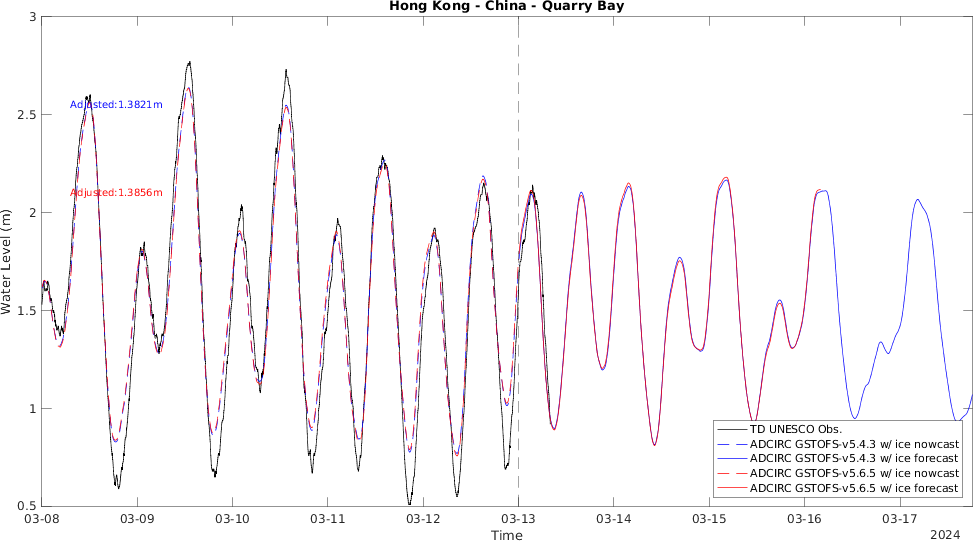 Hong Kong - China - Quarry Bay
3
2.5
2
1.5
1
0.5
Water Level (m)
Adjusted:1.3821m
Adjusted:1.3856m
TD UNESCO Obs.
ADCIRC GSTOFS-v5.4.3 w/ ice nowcast
ADCIRC GSTOFS-v5.4.3 w/ ice forecast
ADCIRC GSTOFS-v5.6.5 w/ ice nowcast
ADCIRC GSTOFS-v5.6.5 w/ ice forecast
03-08 03-09 03-10 03-11 03-12 03-13 03-14 03-15 03-16 03-17
Time
2024